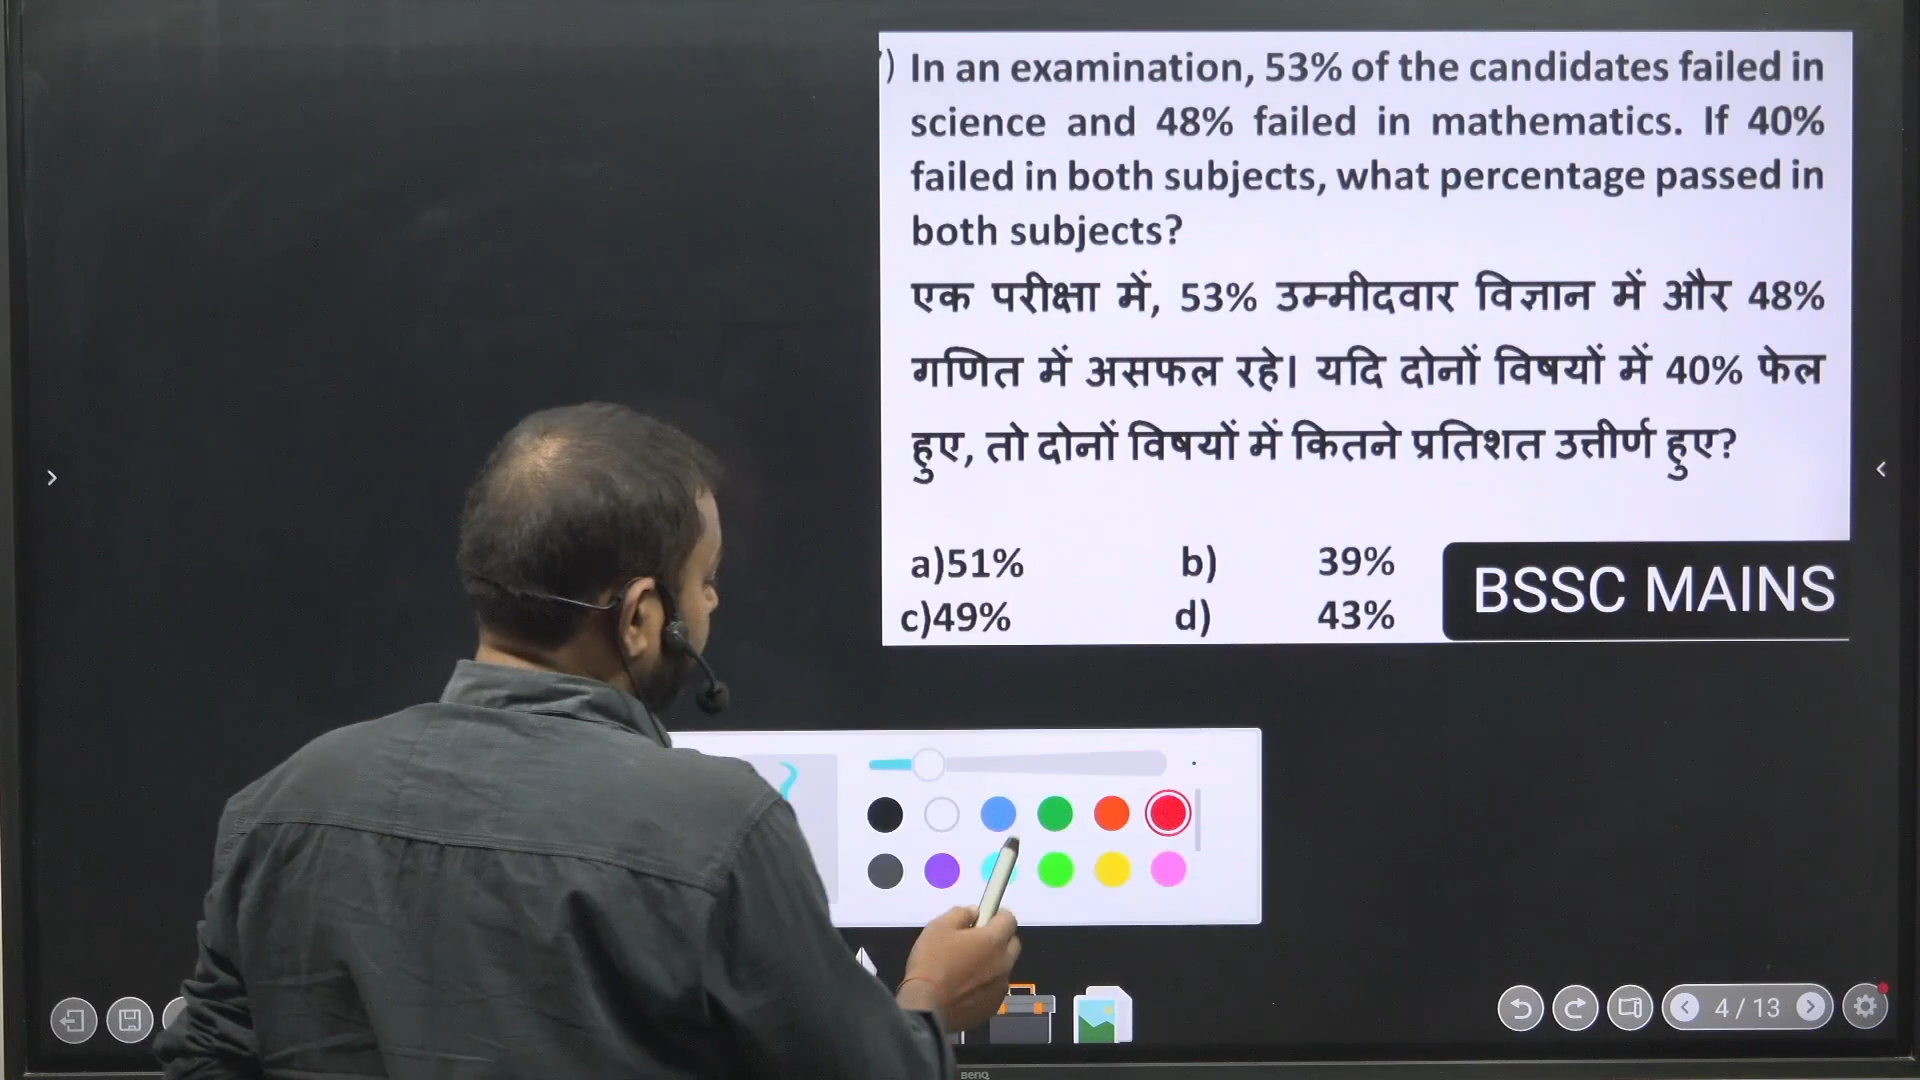 ) In an examination, 53% of the candidates failed in
science and 48% failed in mathematics. If 40%
failed in both subjects, what percentage passed in
both subjects?
एक परीक्षा में, 53% उम्मीदवार विज्ञान में और 48%
गणित में असफल रहे। यदि दोनों विषयों में 40% फेल
हुए, तो दोनों विषयों में कितने प्रतिशत उत्तीर्ण हुए?
a)51% b) 39%
c)49% d) 43%
BSSC MAINS
4 / 13
BenQ